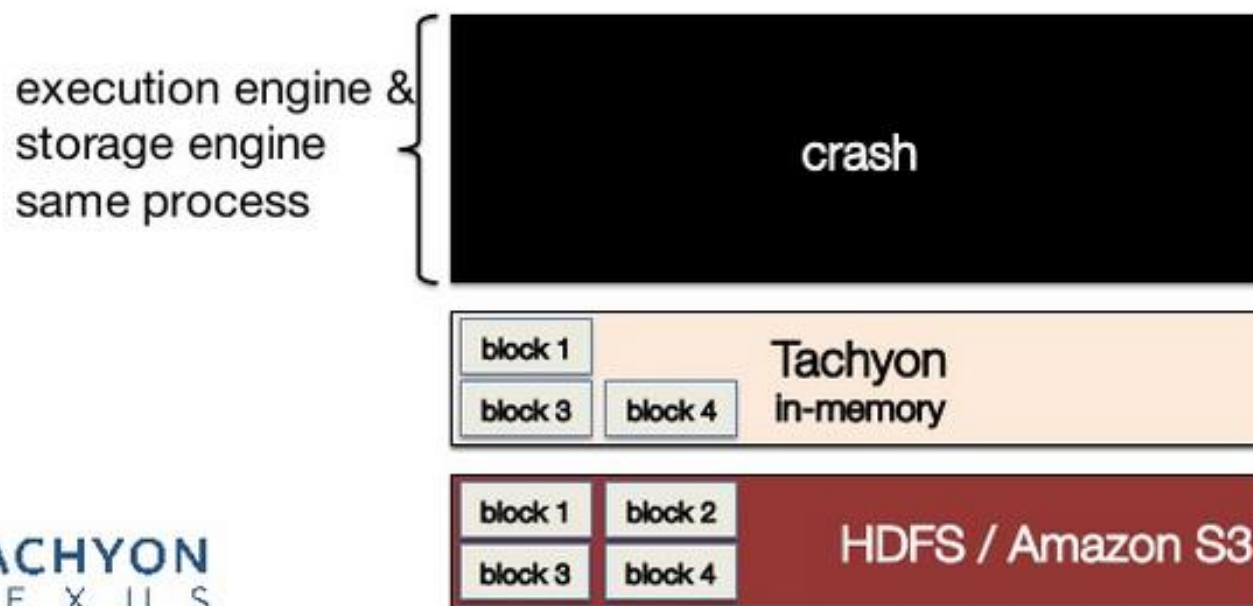 execution engine &
storage engine
same process
crash
block 1
Tachyon
in-memory
block 3
block 4
block 1
block 2
HDFS / Amazon S3
block 3
block 4
ACHYON
E X U S